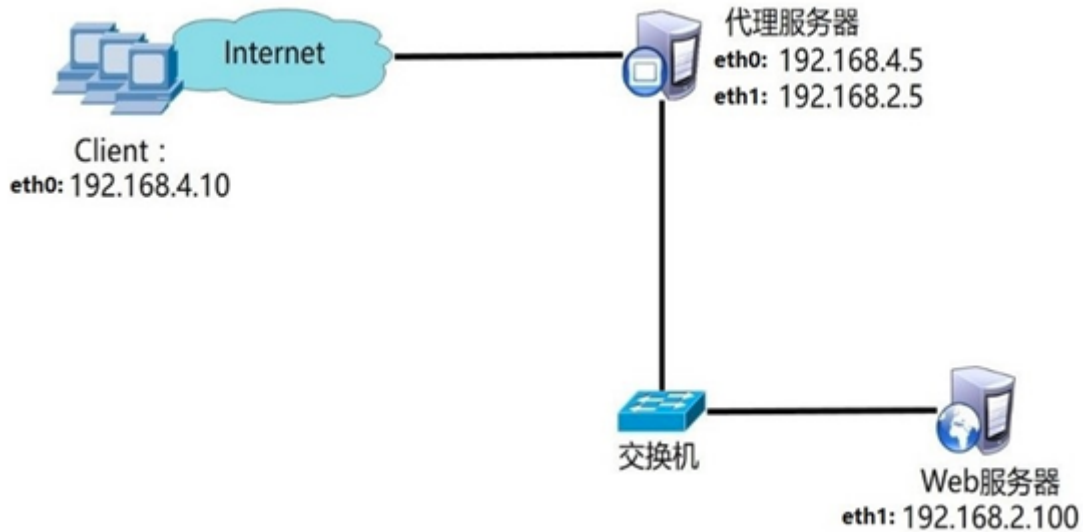 Internet
代理服务器
eth0: 192.168.4.5
eth1: 192.168.2.5
Client：
eth0: 192.168.4.10
交换机
Web服务器
eth1: 192.168.2.100